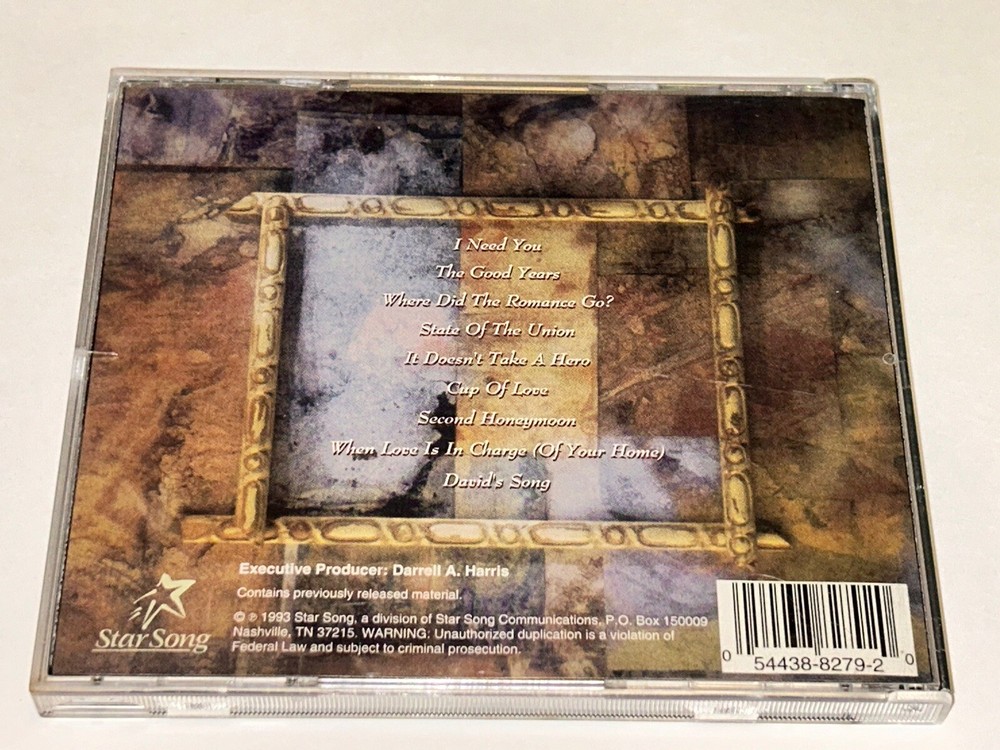 I Need You
The Good Years
Where Did The Romance Go?
State Of The Union
It Doesn't Take A Hero
Cup Of Love
Second Honeymoon
When Love Is In Charge (Of Your Home)
David's Song
Executive Producer: Darrell A. Harris
Contains previously released material.
© ℗ 1993 Star Song, a division of Star Song Communications, P.O. Box 150009
Nashville, TN 37215. WARNING: Unauthorized duplication is a violation of
Federal Law and subject to criminal prosecution.
Star Song
0 54438-8279-2 0